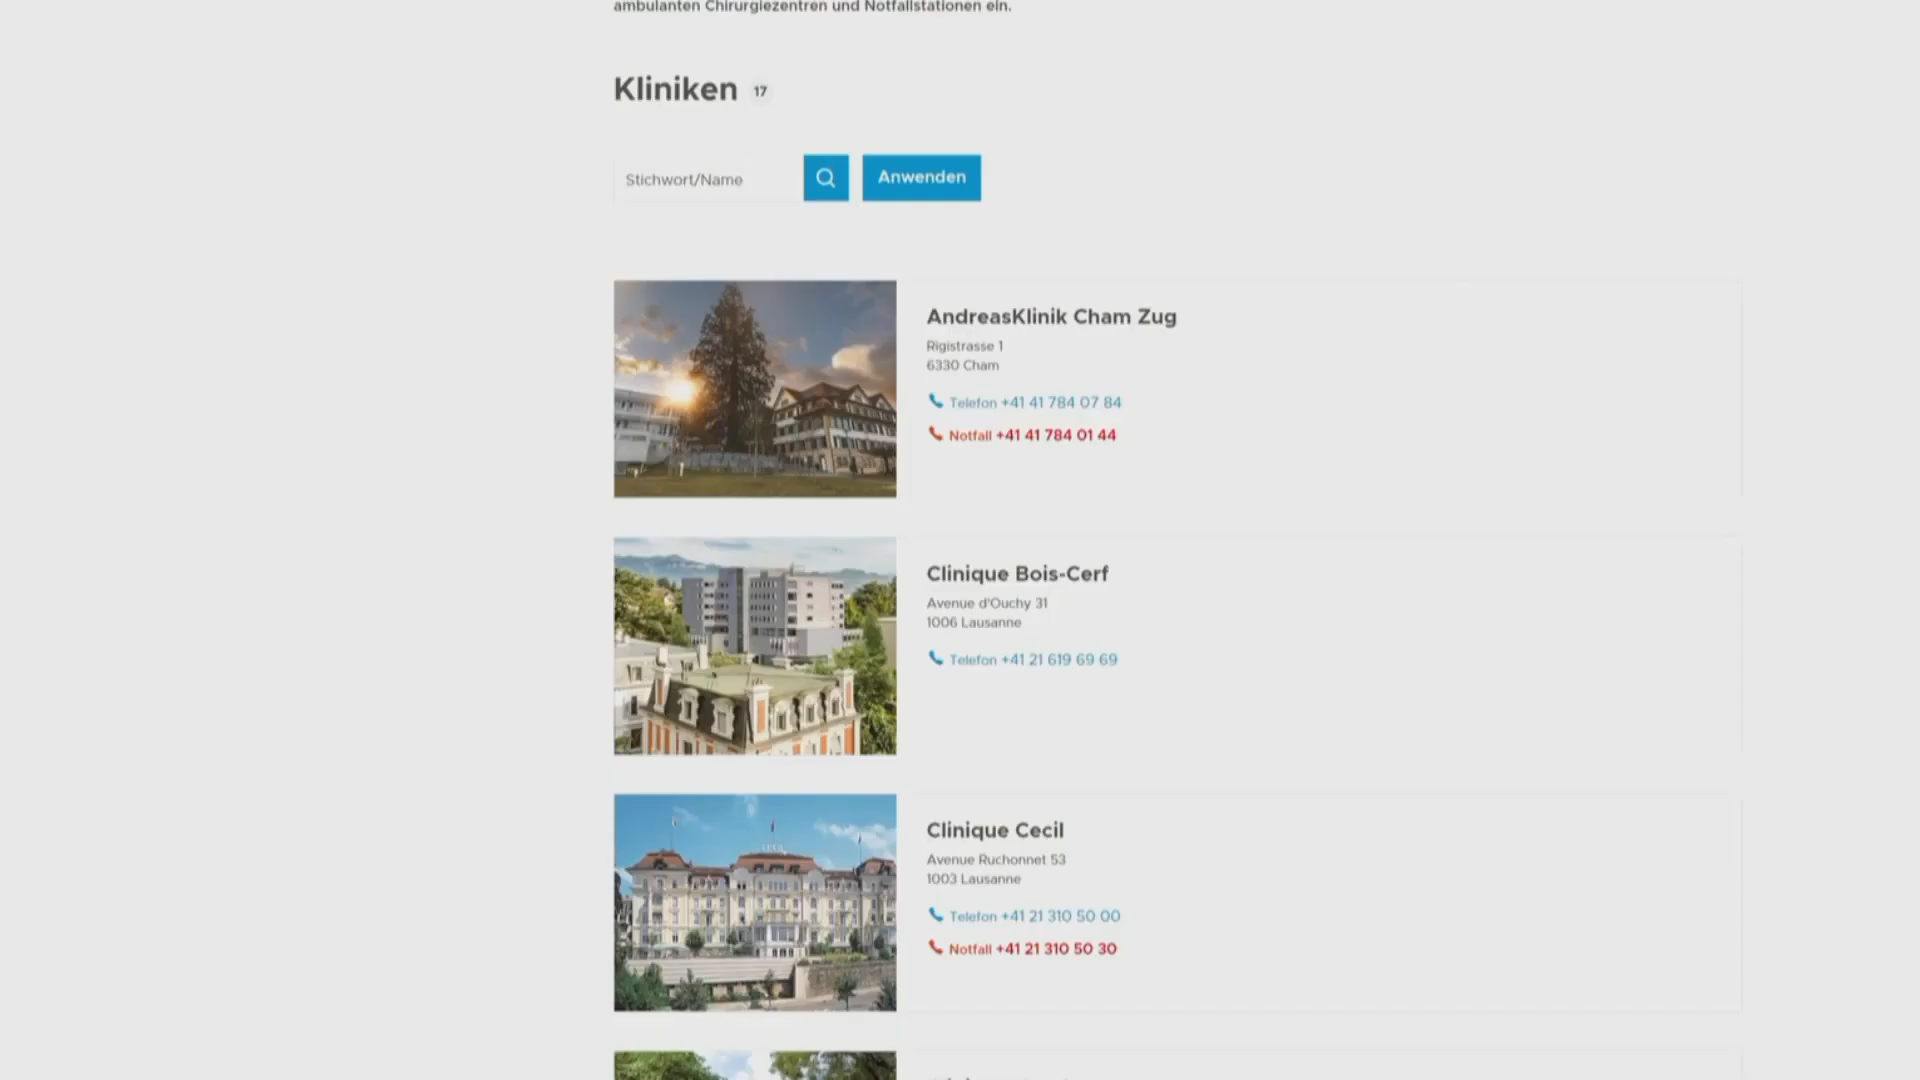 ambulanten Chirurgiezentren und Notfallstationen ein.
Kliniken 17
Stichwort/Name
Anwenden
AndreasKlinik Cham Zug
Rigistrasse 1
6330 Cham
Telefon +41 41 784 07 84
Notfall +41 41 784 01 44
Clinique Bois-Cerf
Avenue d'Ouchy 31
1006 Lausanne
Telefon +41 21 619 69 69
Clinique Cecil
Avenue Ruchonnet 53
1003 Lausanne
Telefon +41 21 310 50 00
Notfall +41 21 310 50 30